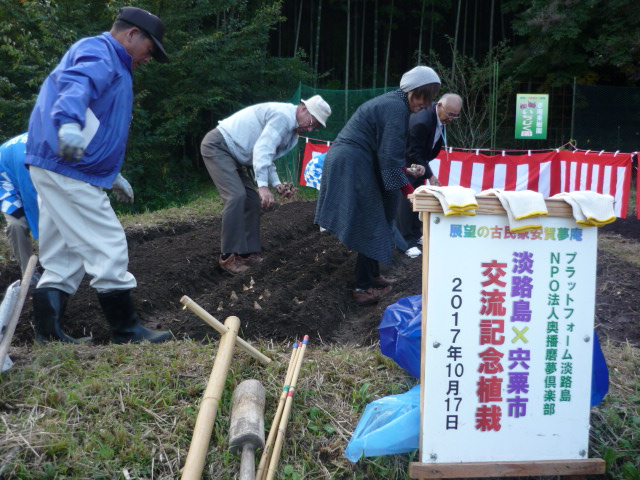 展望の古民家安賀夢庵
プラットフォーム淡路島
NPO法人奥播磨夢倶楽部
淡路島×宍粟市
交流記念植栽
2017年10月17日